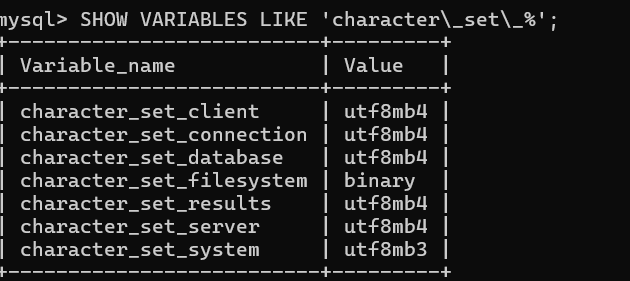 mysql> SHOW VARIABLES LIKE 'character\_set\_%';
+--------------------------+---------+
| Variable_name            | Value   |
+--------------------------+---------+
| character_set_client     | utf8mb4 |
| character_set_connection | utf8mb4 |
| character_set_database   | utf8mb4 |
| character_set_filesystem | binary  |
| character_set_results    | utf8mb4 |
| character_set_server     | utf8mb4 |
| character_set_system     | utf8mb3 |
+--------------------------+---------+